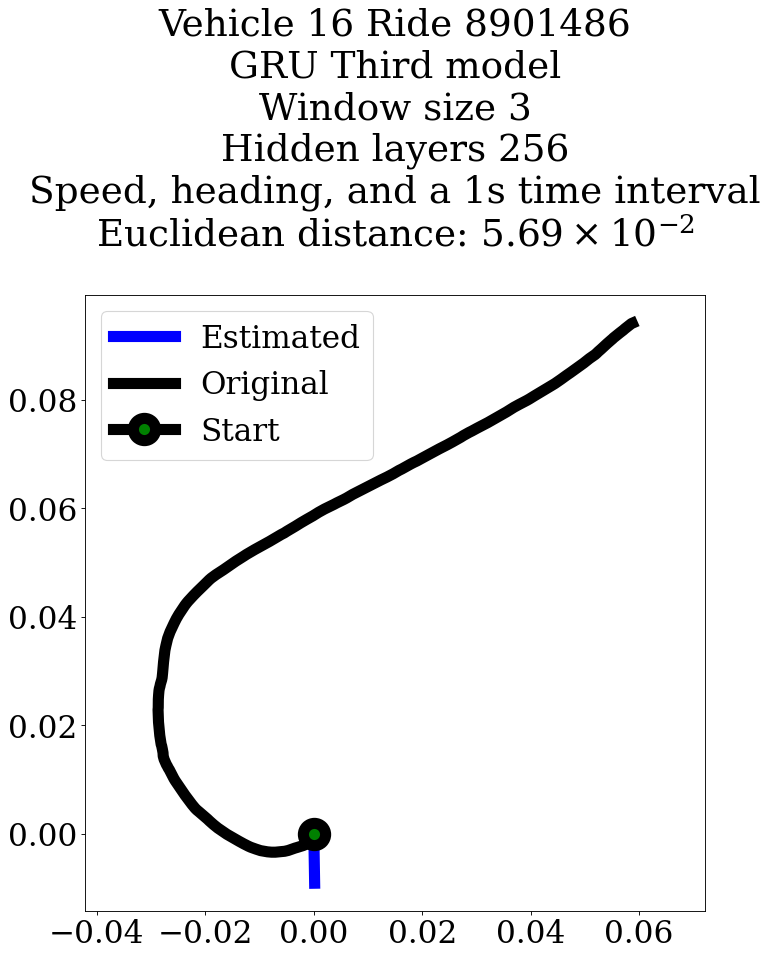 Vehicle 16 Ride 8901486
GRU Third model
Window size 3
Hidden layers 256
Speed, heading, and a 1s time interval
Euclidean distance: 5.69 × 10⁻²
Estimated
Original
Start
0.08
0.06
0.04
0.02
0.00
−0.04 −0.02 0.00 0.02 0.04 0.06